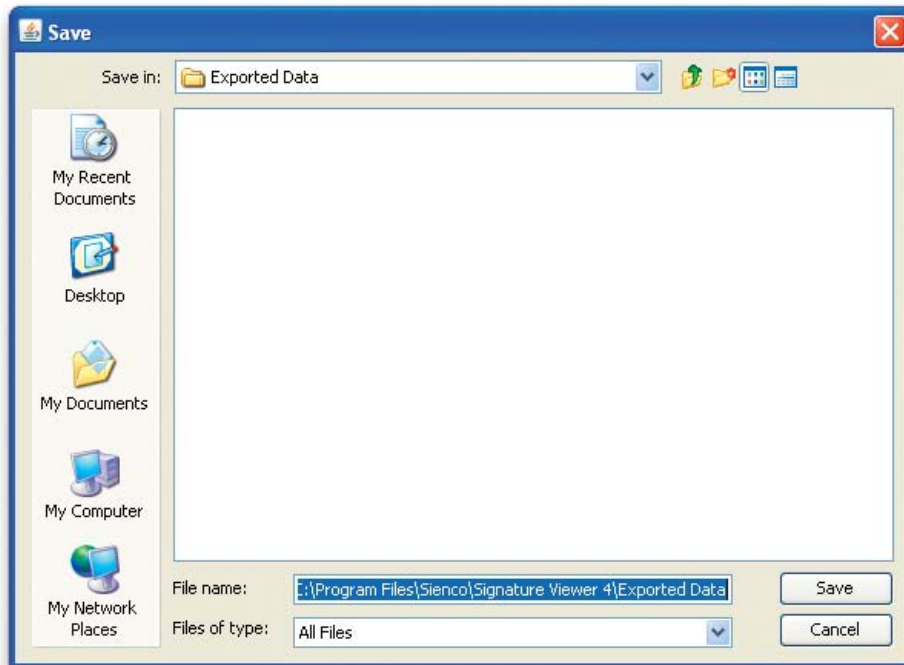 Save
Save in:
Exported Data
My Recent
Documents
Desktop
My Documents
My Computer
My Network
Places
File name:
:\Program Files\Sienco\Signature Viewer 4\Exported Data
Save
Files of type:
All Files
Cancel